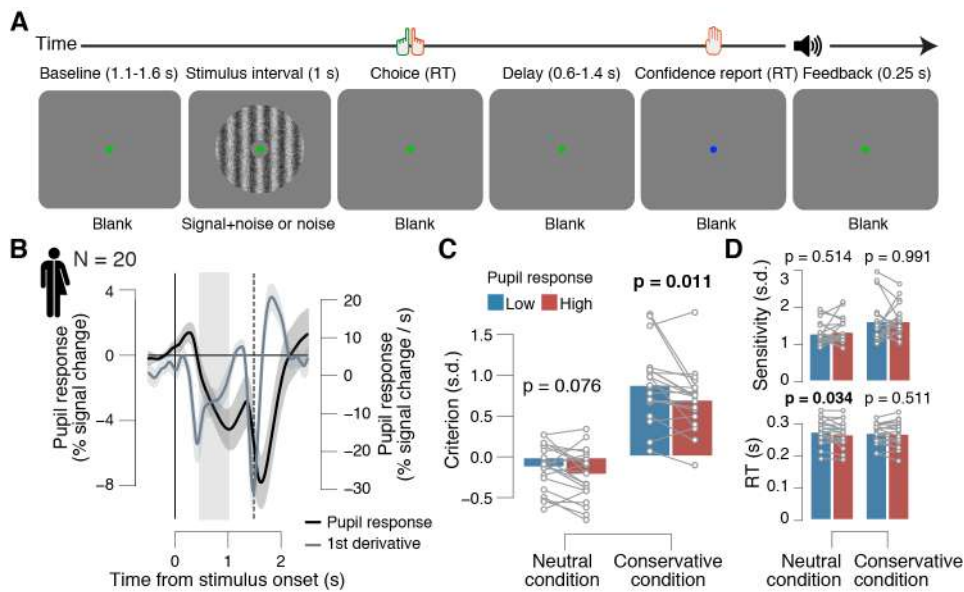 A
Time
Baseline (1.1-1.6 s) Stimulus interval (1 s) Choice (RT) Delay (0.6-1.4 s) Confidence report (RT) Feedback (0.25 s)
Blank Signal+noise or noise Blank Blank Blank Blank
B
N = 20
Pupil response
(% signal change)
4
0
−4
−8
20
10
0
−10
−20
−30
Pupil response
(% signal change / s)
Pupil response
1st derivative
0 1 2
Time from stimulus onset (s)
C
Pupil response
Low High
p = 0.011
p = 0.076
Criterion (s.d.)
1.5
1.0
0.5
0.0
−0.5
Neutral
condition
Conservative
condition
D
p = 0.514 p = 0.991
Sensitivity (s.d.)
3
2
1
0
p = 0.034 p = 0.511
RT (s)
0.3
0.2
0.1
0
Neutral
condition
Conservative
condition